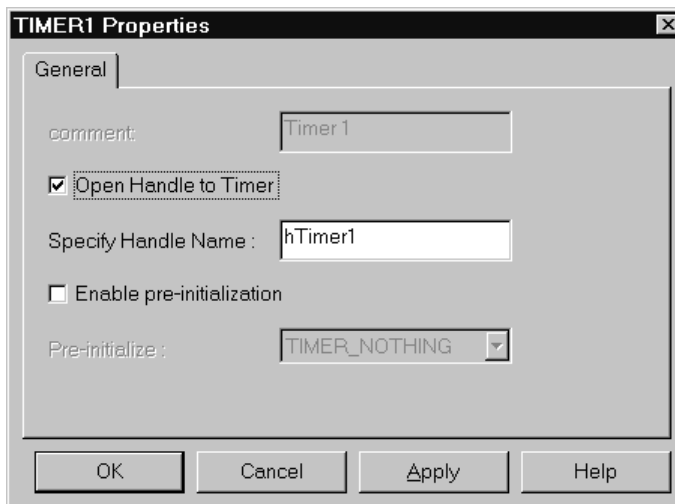 TIMER1 Properties
General
comment: Timer 1
Open Handle to Timer
Specify Handle Name : hTimer1
Enable pre-initialization
Pre-initialize : TIMER_NOTHING
OK Cancel Apply Help